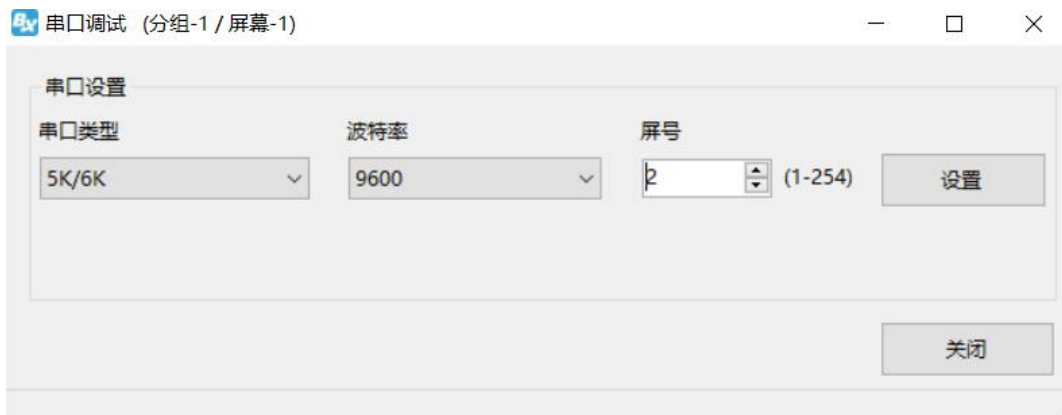 BX 串口调试 (分组-1 / 屏幕-1)
串口设置
串口类型 波特率 屏号
5K/6K 9600 2 (1-254) 设置
关闭